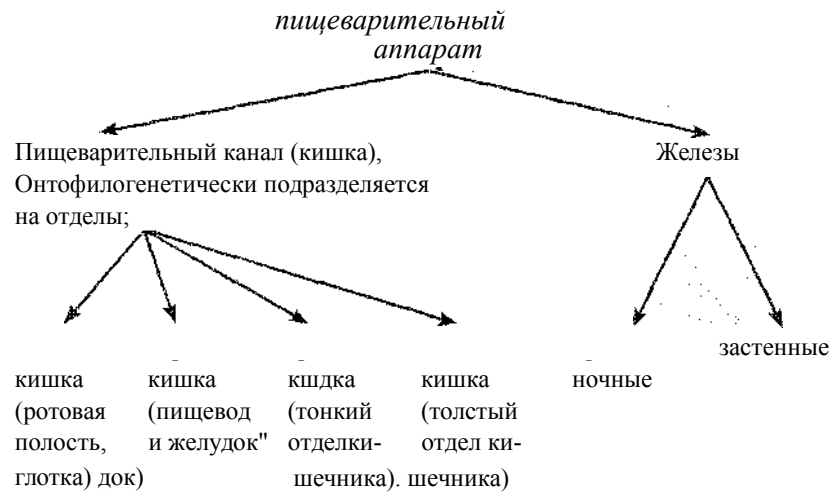 пищеварительный
аппарат
Пищеварительный канал (кишка),
Онтофилогенетически подразделяется
на отделы;
Железы
застенные
кишка кишка кшдка кишка ночные
(ротовая (пищевод (тонкий (толстый
полость, и желудок" отделки- отдел ки-
глотка) док) шечника). шечника)